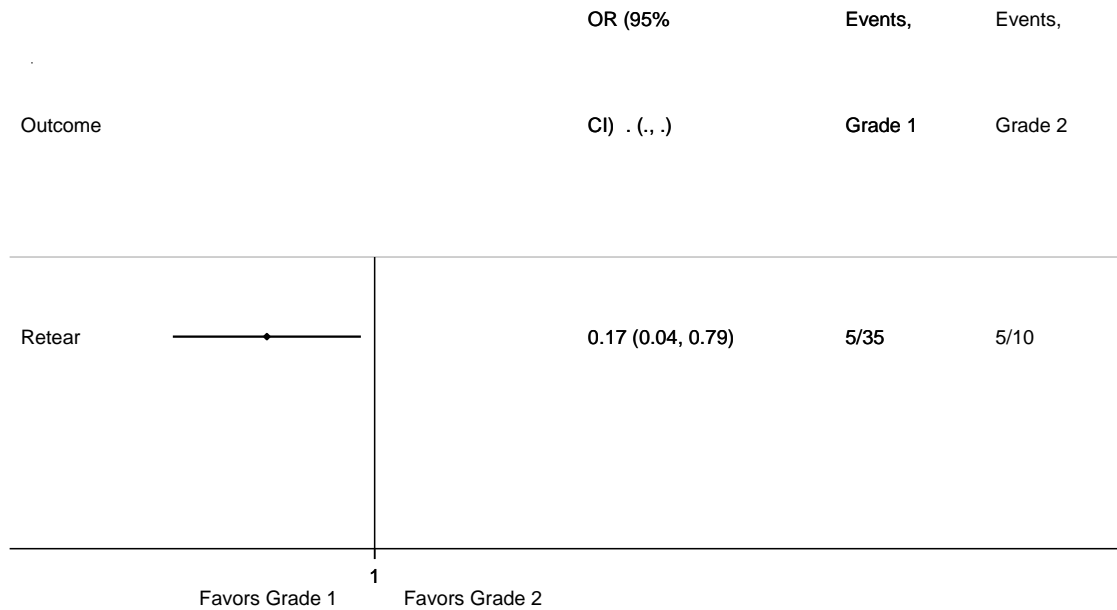 OR (95% Events, Events,
Outcome CI) . (., .) Grade 1 Grade 2
Retear 0.17 (0.04, 0.79) 5/35 5/10
1
Favors Grade 1 Favors Grade 2